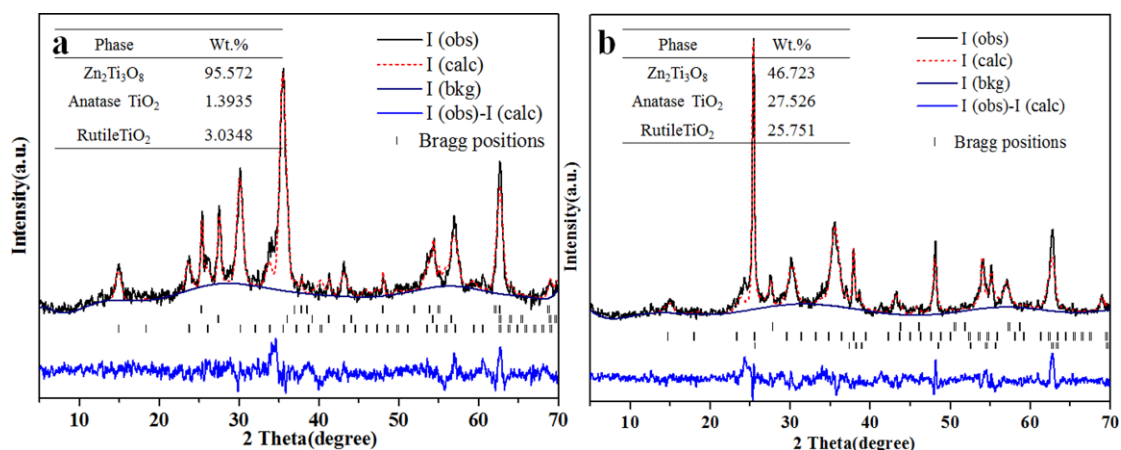 a
Phase Wt.%
Zn₂Ti₃O₈ 95.572
Anatase TiO₂ 1.3935
RutileTiO₂ 3.0348
I (obs)
I (calc)
I (bkg)
I (obs)-I (calc)
Bragg positions
Intensity(a.u.)
10 20 30 40 50 60 70
2 Theta(degree)
b
Phase Wt.%
Zn₂Ti₃O₈ 46.723
Anatase TiO₂ 27.526
RutileTiO₂ 25.751
I (obs)
I (calc)
I (bkg)
I (obs)-I (calc)
Bragg positions
Intensity(a.u.)
10 20 30 40 50 60 70
2 Theta(degree)